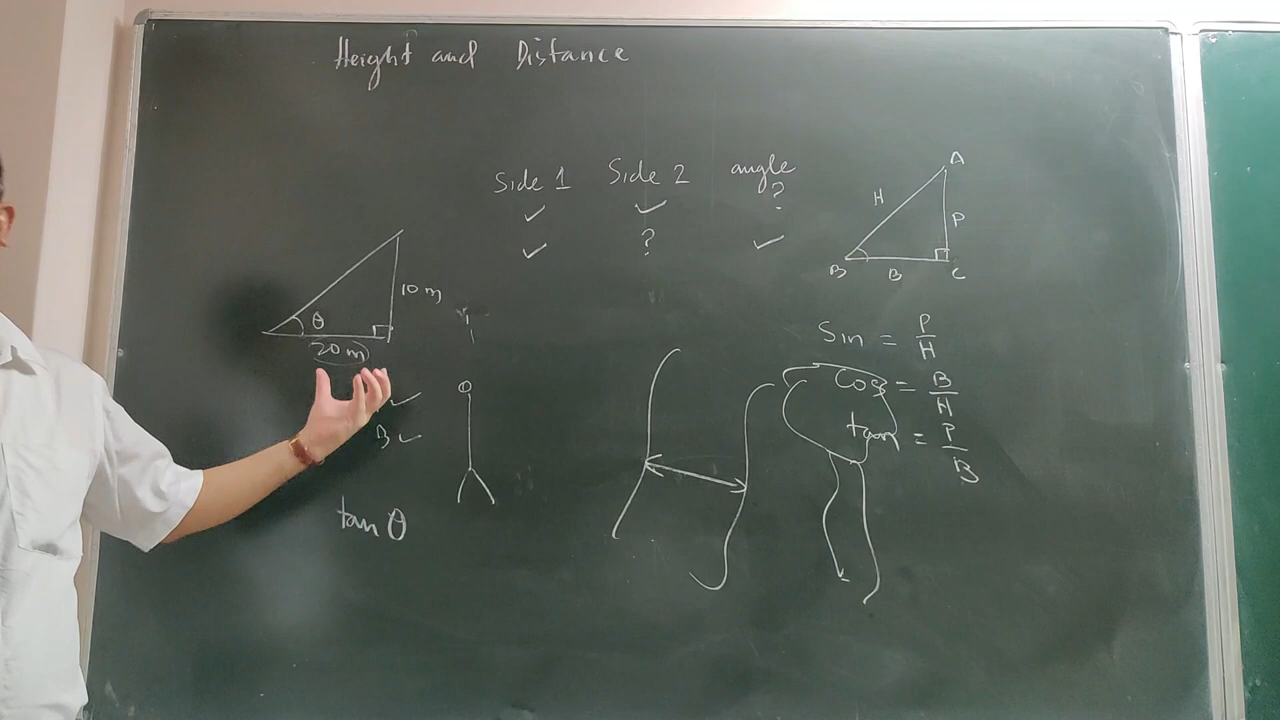 Height and Distance
Side 1 Side 2 angle
✓ ✓ ?
✓ ? ✓
A
H
P
B B C
10 m
θ
20 m
Sin = P/H
Cos = B/H
tan = P/B
✓
B ✓
tan θ